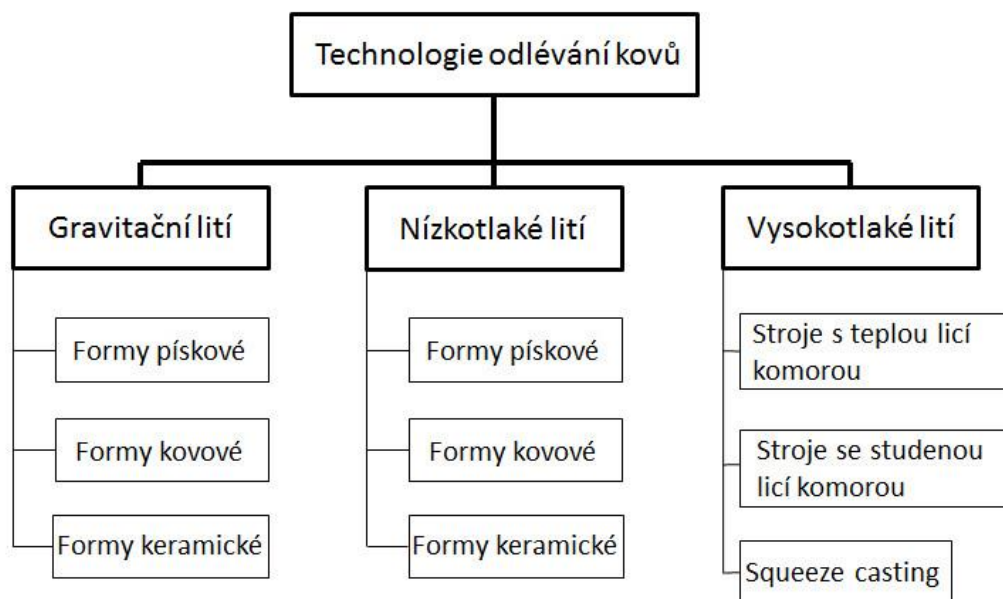 Technologie odlévání kovů
Gravitační lití
Nízkotlaké lití
Vysokotlaké lití
Formy pískové
Formy kovové
Formy keramické
Formy pískové
Formy kovové
Formy keramické
Stroje s teplou licí
komorou
Stroje se studenou
licí komorou
Squeeze casting